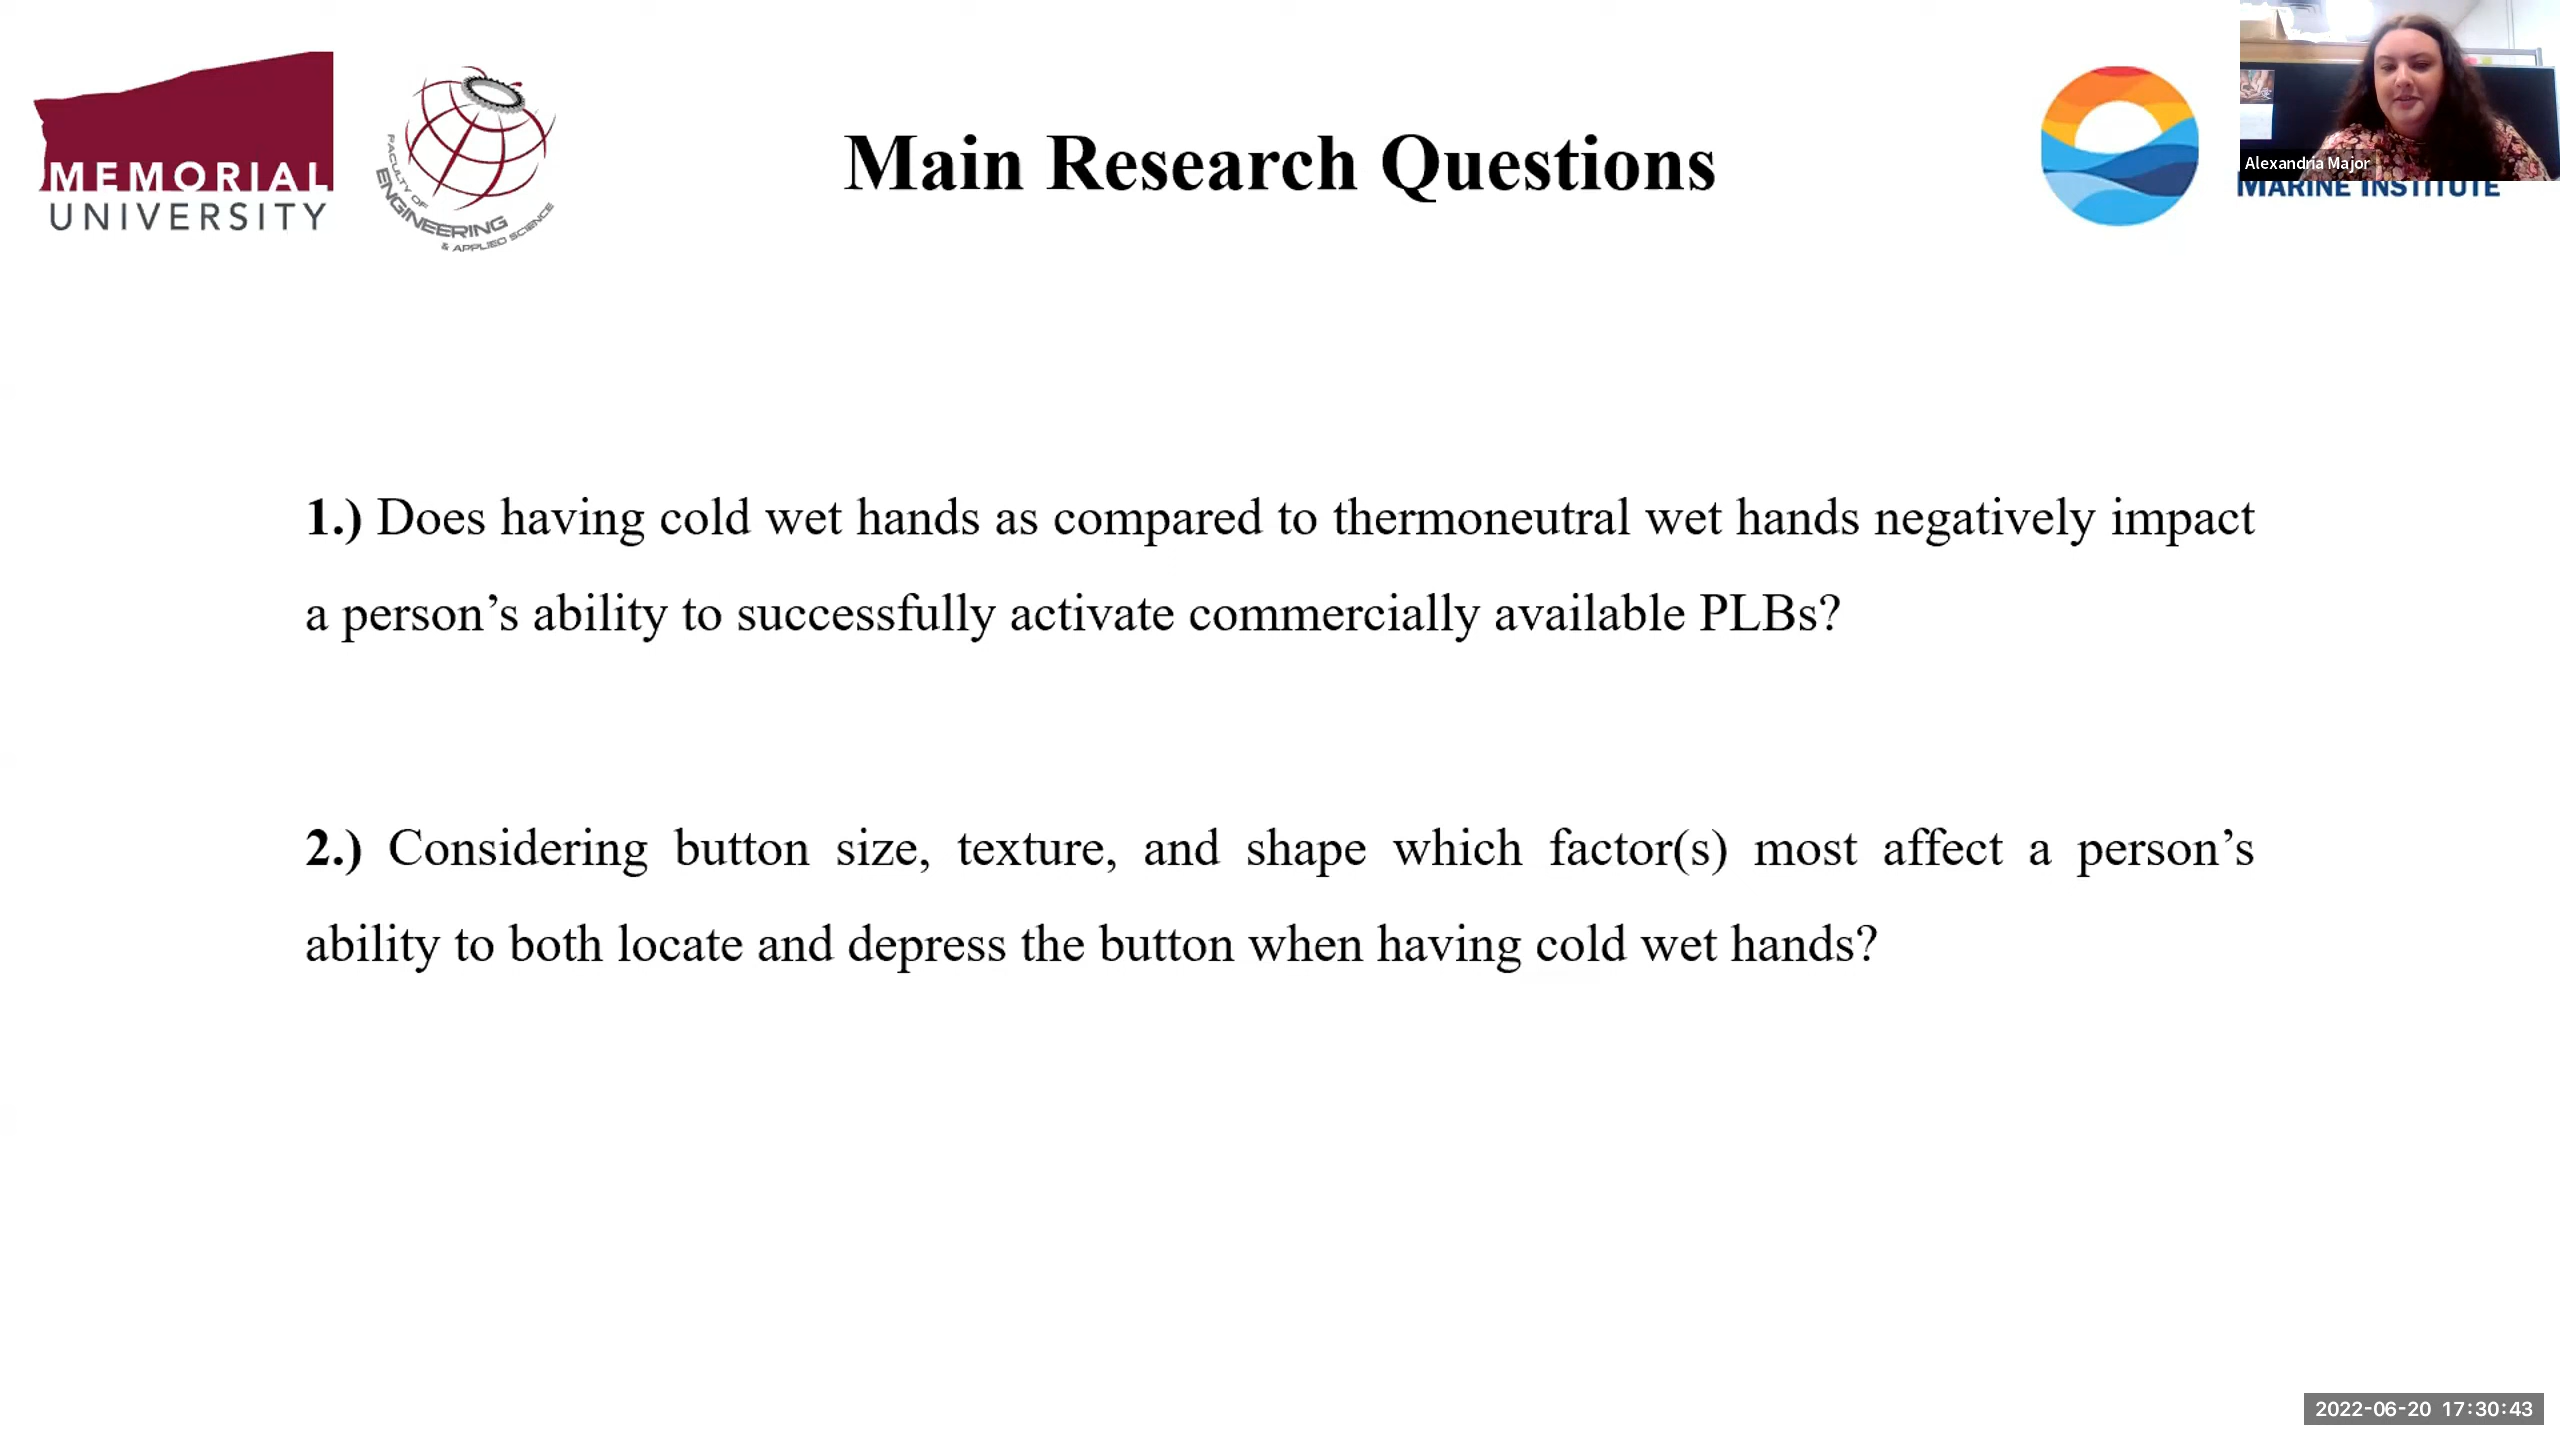 MEMORIAL
UNIVERSITY
FACULTY OF
ENGINEERING
& APPLIED SCIENCE
Main Research Questions
Alexandria Major
MARINE INSTITUTE
1.) Does having cold wet hands as compared to thermoneutral wet hands negatively impact
a person’s ability to successfully activate commercially available PLBs?
2.) Considering button size, texture, and shape which factor(s) most affect a person’s
ability to both locate and depress the button when having cold wet hands?
2022-06-20 17:30:43